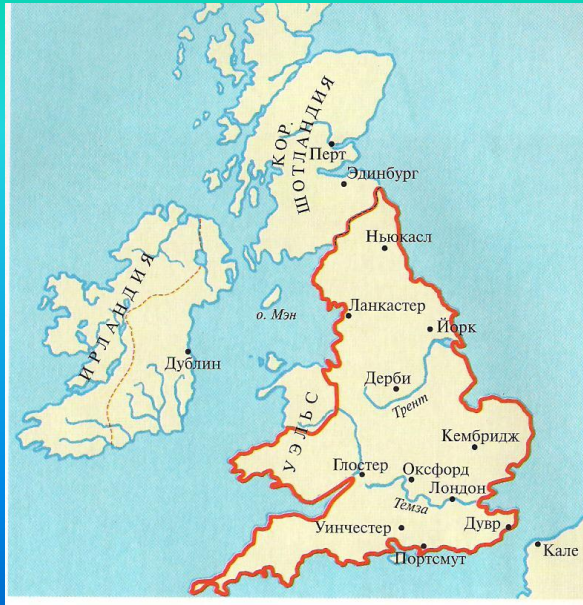 КОР.
ШОТЛАНДИЯ
Перт
Эдинбург
Ньюкасл
ИРЛАНДИЯ
о. Мэн
Ланкастер
Йорк
Дублин
Дерби
Трент
УЭЛЬС
Кембридж
Глостер
Оксфорд
Лондон
Темза
Уинчестер
Дувр
Портсмут
Кале